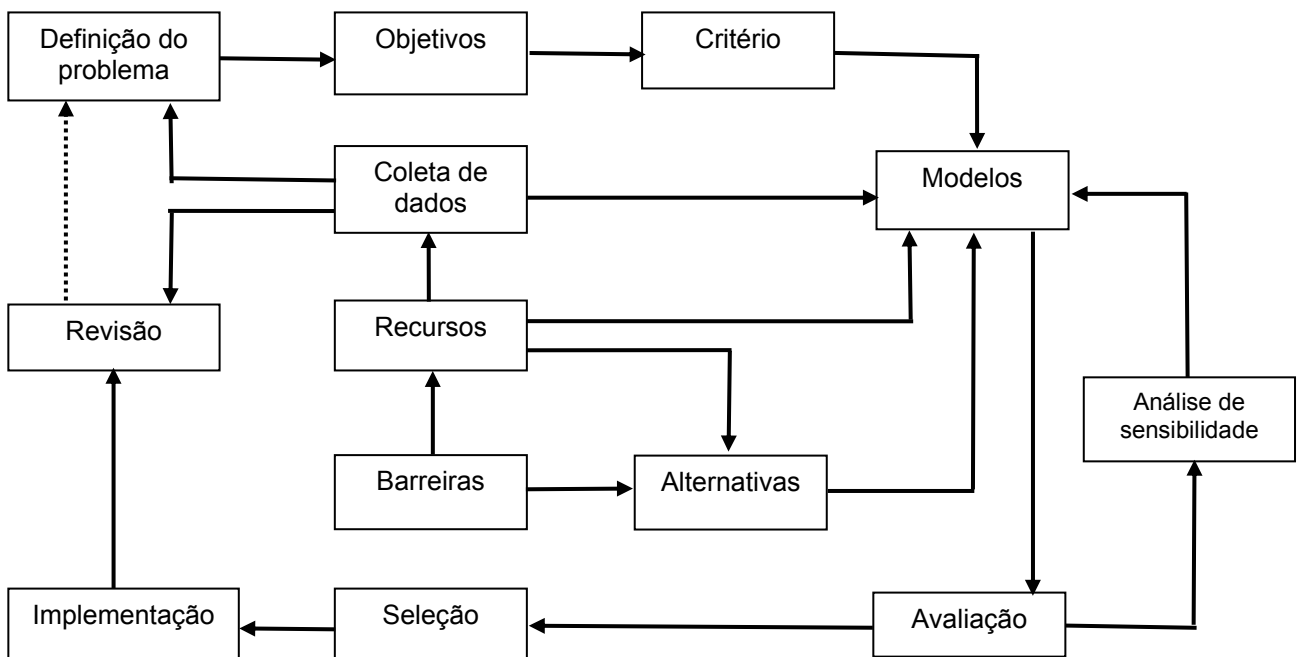 Definição do
problema
Objetivos
Critério
Coleta de
dados
Modelos
Revisão
Recursos
Análise de
sensibilidade
Barreiras
Alternativas
Implementação
Seleção
Avaliação